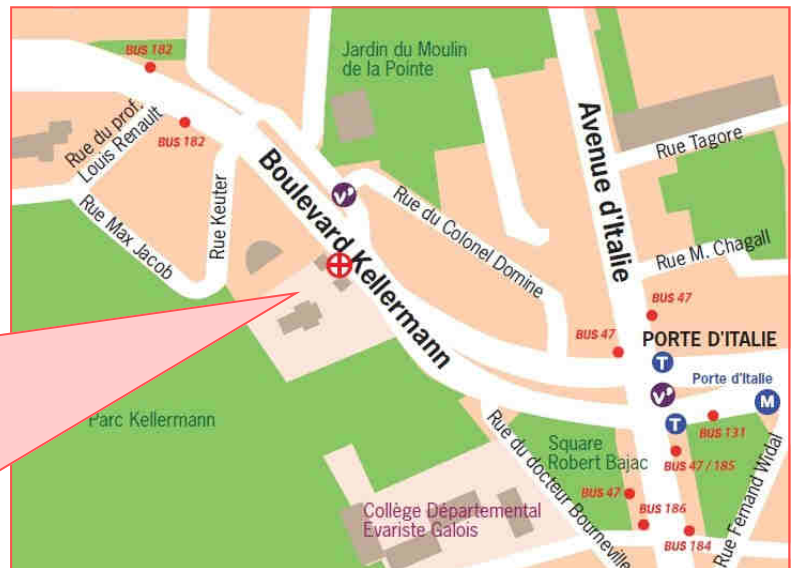 BUS 182
Jardin du Moulin
de la Pointe
Rue du prof.
Louis Renault
BUS 182
Avenue d'Italie
Rue Tagore
Boulevard Kellermann
V'
Rue du Colonel Domine
Rue Keuter
Rue Max Jacob
Rue M. Chagall
BUS 47
BUS 47
PORTE D'ITALIE
T
Porte d'Italie
V'
M
T
BUS 131
Parc Kellermann
Square
Robert Bajac
BUS 47 / 185
Rue du docteur Bourneville
BUS 47
BUS 186
Collège Départemental
Evariste Galois
BUS 184
Rue Fernand Widal